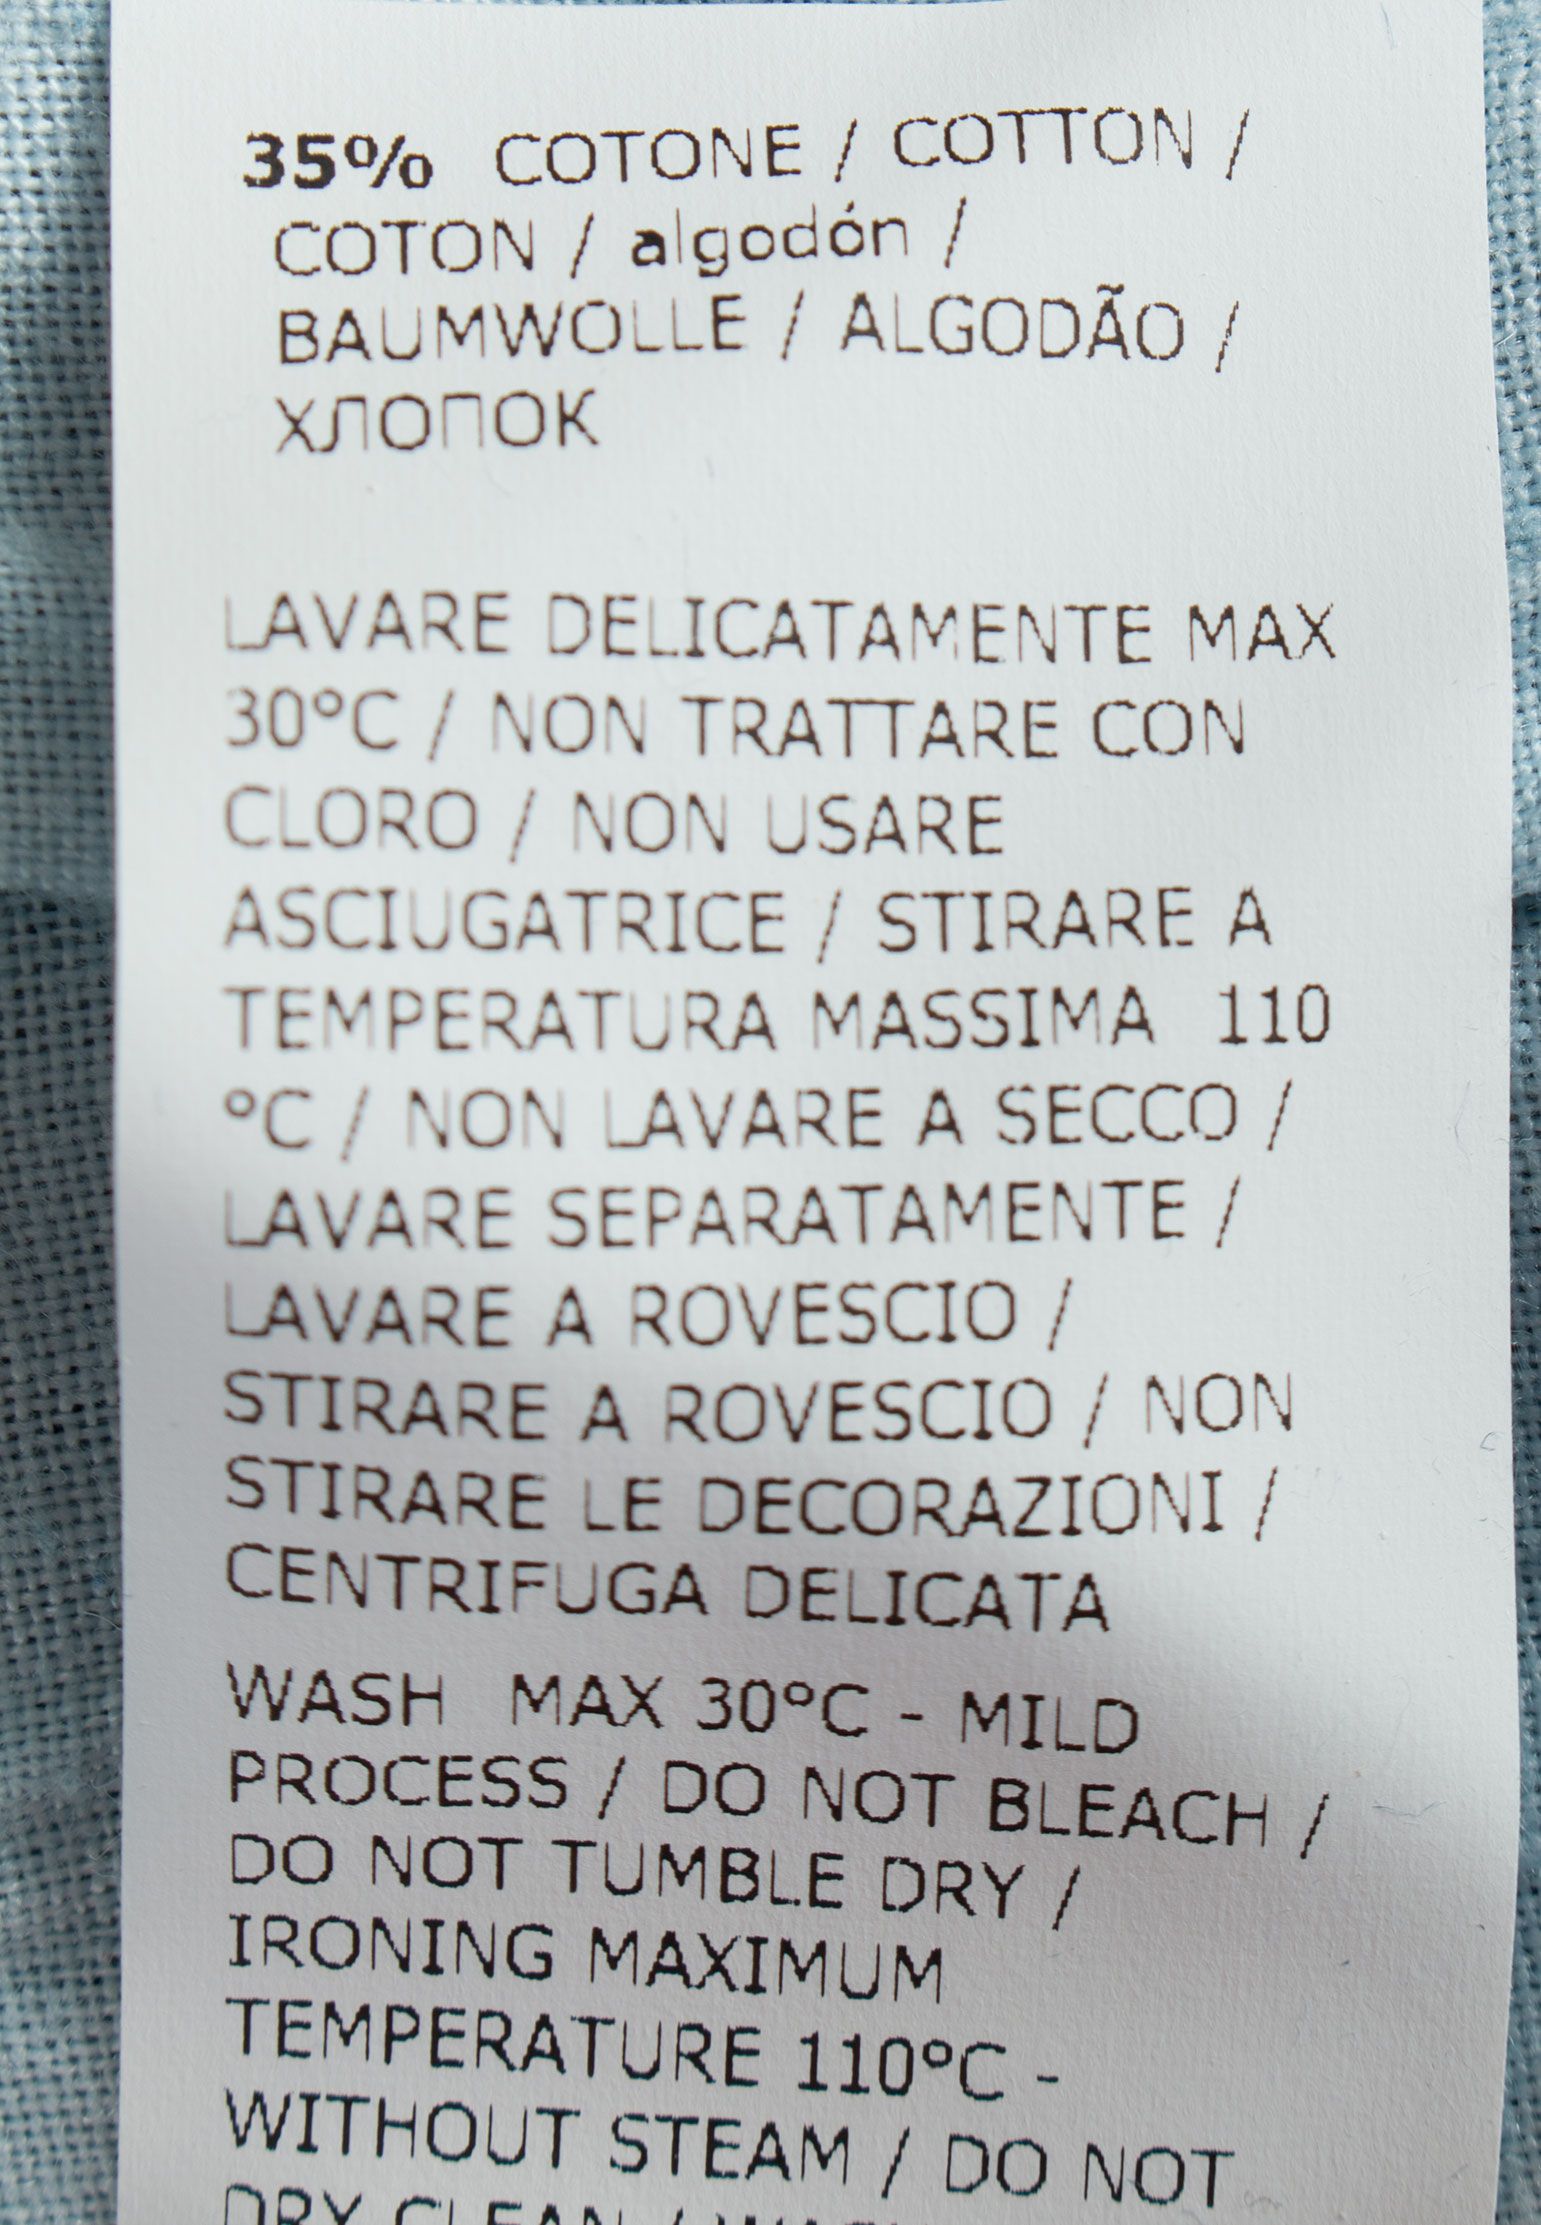 35% COTONE / COTTON /
COTON / algodón /
BAUMWOLLE / ALGODÃO /
ХЛОПОК
LAVARE DELICATAMENTE MAX
30°C / NON TRATTARE CON
CLORO / NON USARE
ASCIUGATRICE / STIRARE A
TEMPERATURA MASSIMA 110
°C / NON LAVARE A SECCO /
LAVARE SEPARATAMENTE /
LAVARE A ROVESCIO /
STIRARE A ROVESCIO / NON
STIRARE LE DECORAZIONI /
CENTRIFUGA DELICATA
WASH MAX 30°C - MILD
PROCESS / DO NOT BLEACH /
DO NOT TUMBLE DRY /
IRONING MAXIMUM
TEMPERATURE 110°C -
WITHOUT STEAM / DO NOT
DRY CLEAN / WASH